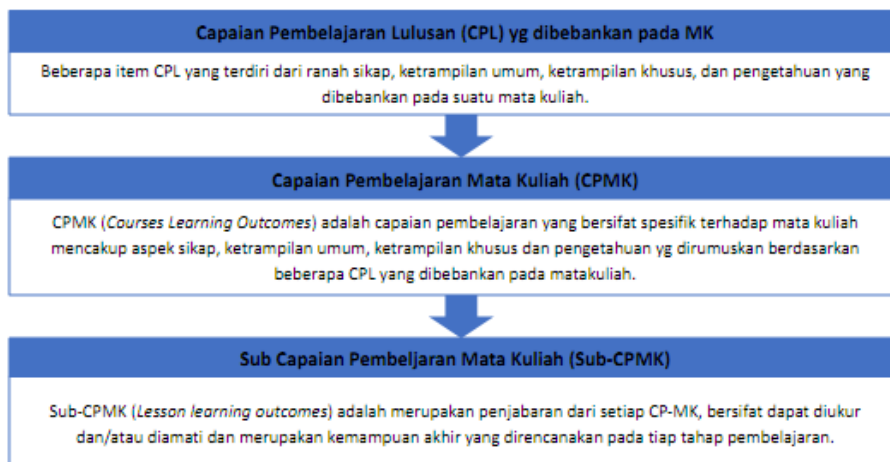 Capaian Pembelajaran Lulusan (CPL) yg dibebankan pada MK
Beberapa item CPL yang terdiri dari ranah sikap, ketrampilan umum, ketrampilan khusus, dan pengetahuan yang
dibebankan pada suatu mata kuliah.
Capaian Pembelajaran Mata Kuliah (CPMK)
CPMK (Courses Learning Outcomes) adalah capaian pembelajaran yang bersifat spesifik terhadap mata kuliah
mencakup aspek sikap, ketrampilan umum, ketrampilan khusus dan pengetahuan yg dirumuskan berdasarkan
beberapa CPL yang dibebankan pada matakuliah.
Sub Capaian Pembeljaran Mata Kuliah (Sub-CPMK)
Sub-CPMK (Lesson learning outcomes) adalah merupakan penjabaran dari setiap CP-MK, bersifat dapat diukur
dan/atau diamati dan merupakan kemampuan akhir yang direncanakan pada tiap tahap pembelajaran.